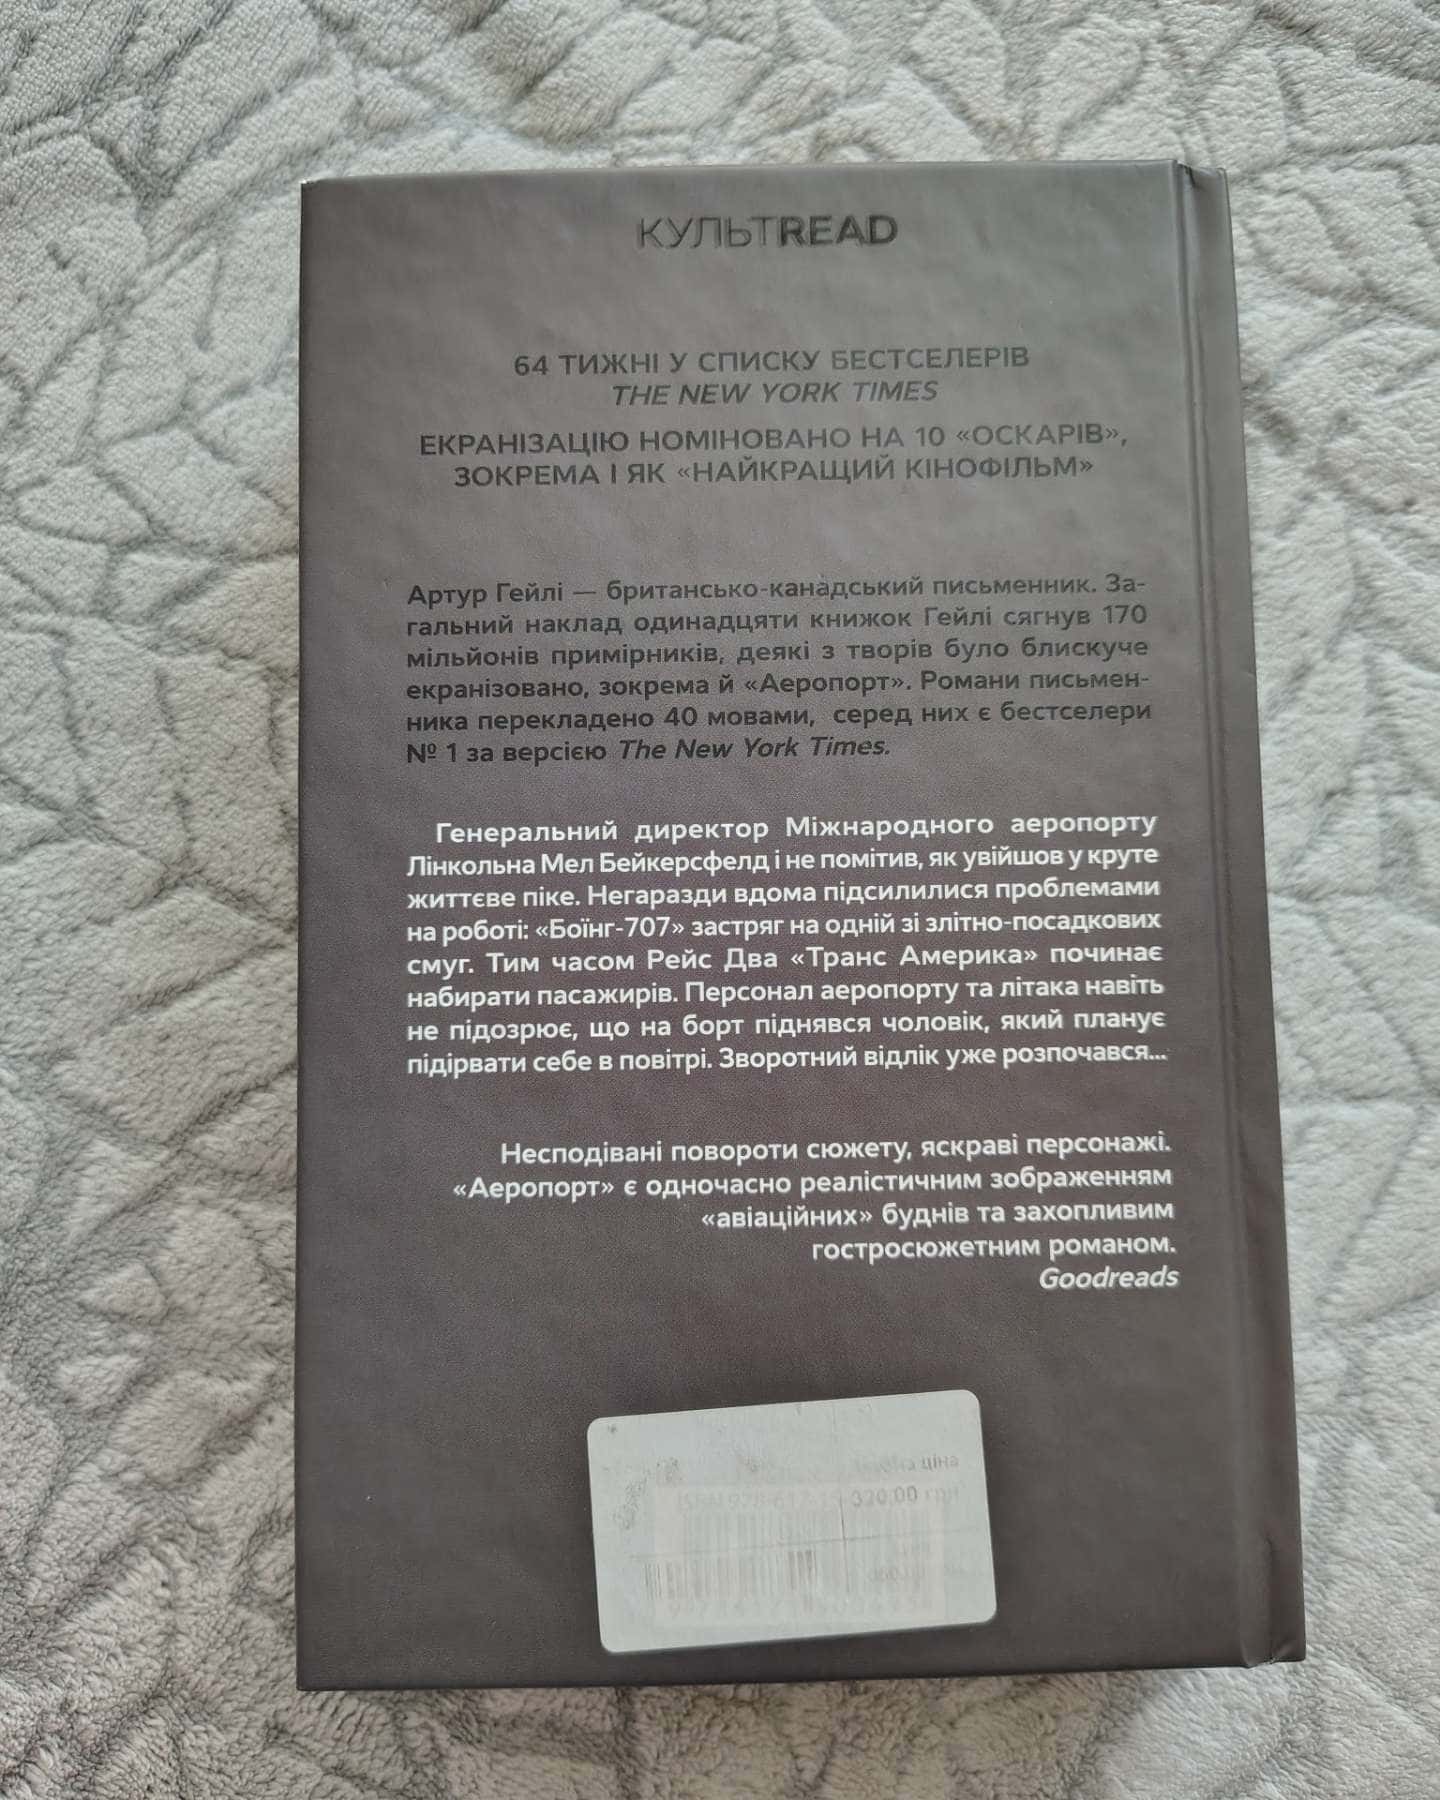 КУЛЬТREAD
64 ТИЖНІ У СПИСКУ БЕСТСЕЛЕРІВ
THE NEW YORK TIMES
ЕКРАНІЗАЦІЮ НОМІНОВАНО НА 10 «ОСКАРІВ»,
ЗОКРЕМА І ЯК «НАЙКРАЩИЙ КІНОФІЛЬМ»
Артур Гейлі — британсько-канадський письменник. За-
гальний наклад одинадцяти книжок Гейлі сягнув 170
мільйонів примірників, деякі з творів було блискуче
екранізовано, зокрема й «Аеропорт». Романи письмен-
ника перекладено 40 мовами, серед них є бестселери
№ 1 за версією The New York Times.
Генеральний директор Міжнародного аеропорту
Лінкольна Мел Бейкерсфелд і не помітив, як увійшов у круте
життєве піке. Негаразди вдома підсилилися проблемами
на роботі: «Боїнг-707» застряг на одній зі злітно-посадкових
смуг. Тим часом Рейс Два «Транс Америка» починає
набирати пасажирів. Персонал аеропорту та літака навіть
не підозрює, що на борт піднявся чоловік, який планує
підірвати себе в повітрі. Зворотний відлік уже розпочався...
Несподівані повороти сюжету, яскраві персонажі.
«Аеропорт» є одночасно реалістичним зображенням
«авіаційних» буднів та захопливим
гостросюжетним романом.
Goodreads
ціна
ISBN 978-617-15 320.00 грн